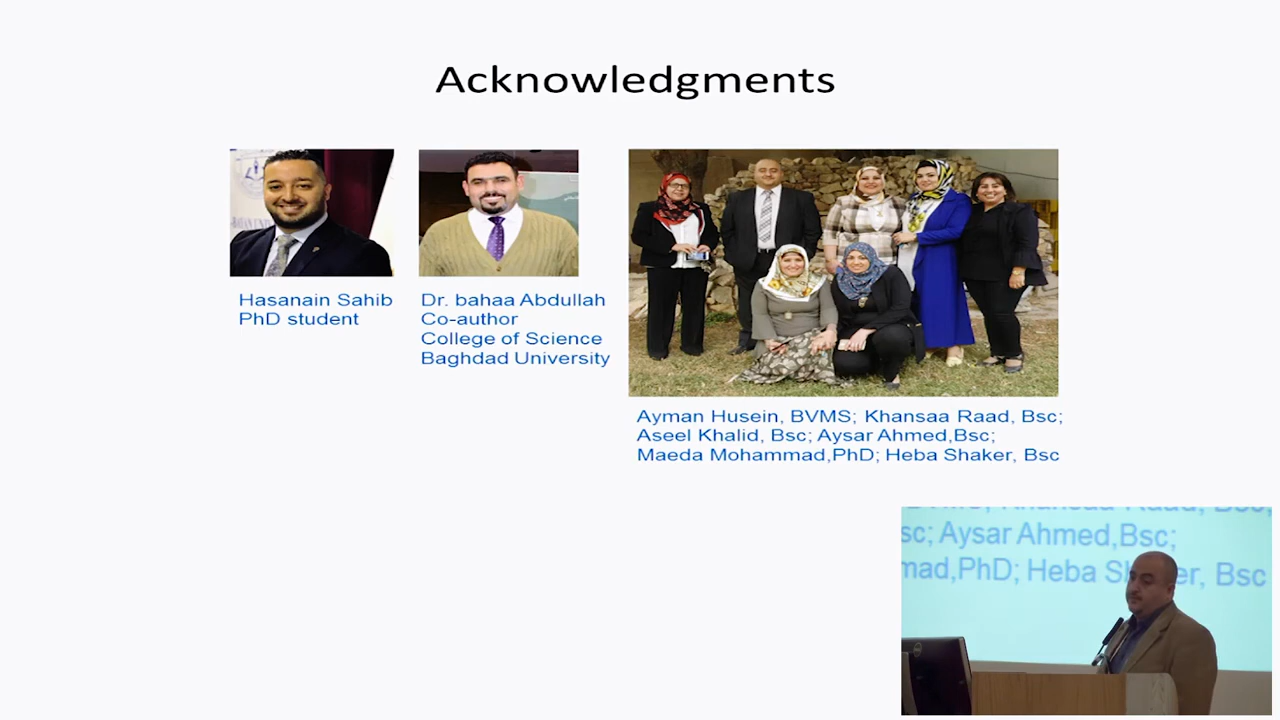 Acknowledgments
Hasanain Sahib
PhD student
Dr. bahaa Abdullah
Co-author
College of Science
Baghdad University
Ayman Husein, BVMS; Khansaa Raad, Bsc;
Aseel Khalid, Bsc; Aysar Ahmed,Bsc;
Maeda Mohammad,PhD; Heba Shaker, Bsc
sc; Aysar Ahmed,Bsc;
mad,PhD; Heba Sh er, Bsc